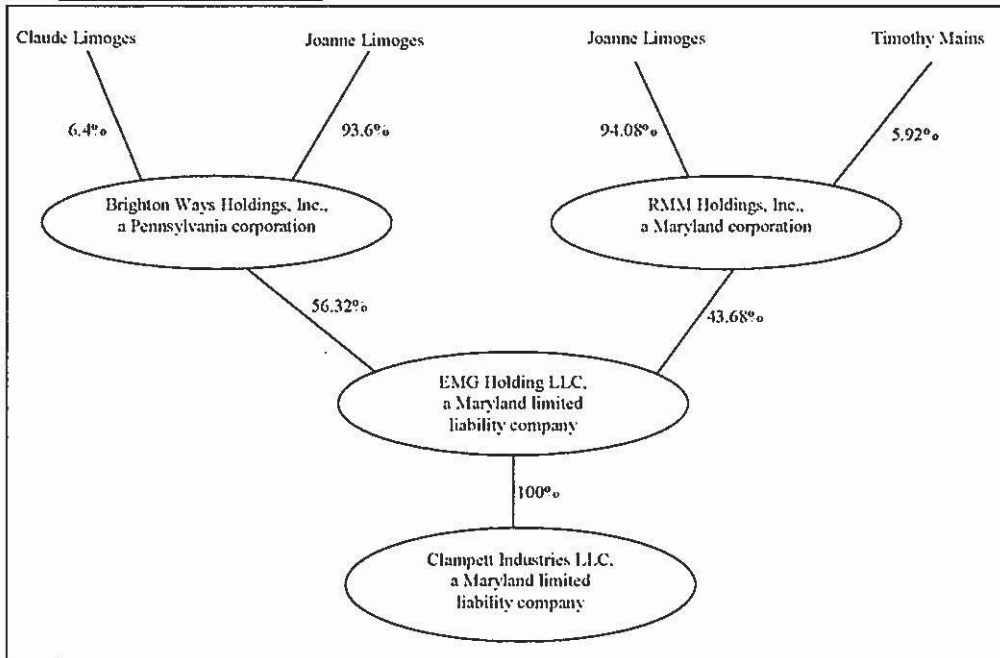 Claude Limoges
Joanne Limoges
Joanne Limoges
Timothy Mains
6.4%
93.6%
94.08%
5.92%
Brighton Ways Holdings, Inc.,
a Pennsylvania corporation
RMM Holdings, Inc.,
a Maryland corporation
56.32%
43.68%
EMG Holding LLC,
a Maryland limited
liability company
100%
Clampett Industries LLC,
a Maryland limited
liability company